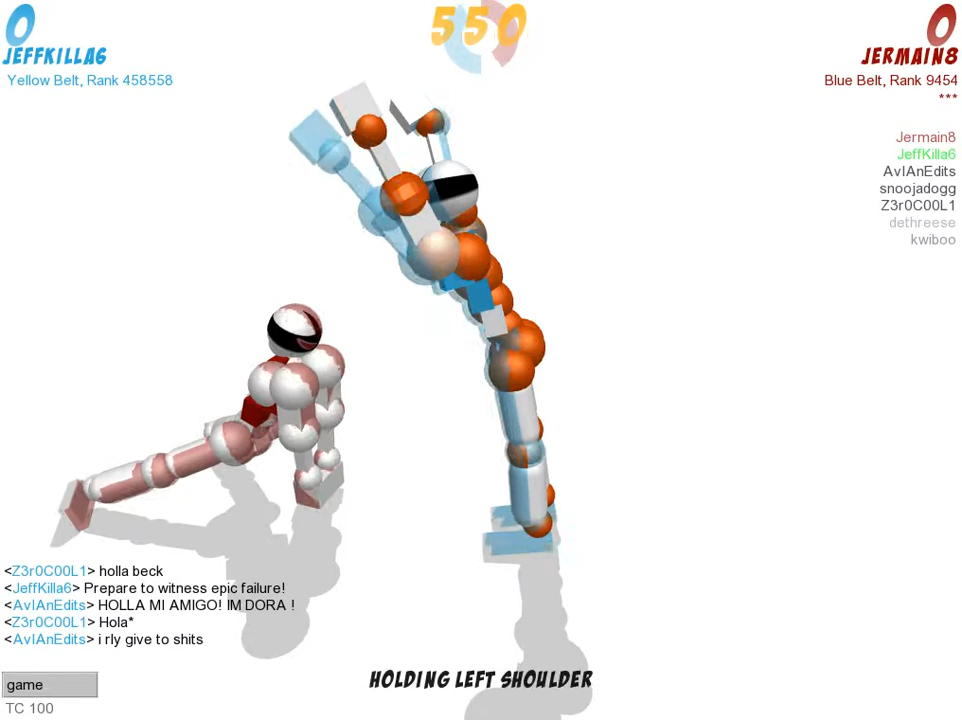 0
JEFFKILLA6
Yellow Belt, Rank 458558
550
0
JERMAIN8
Blue Belt, Rank 9454
***
Jermain8
JeffKilla6
AvIAnEdits
snoojadogg
Z3r0C00L1
dethreese
kwiboo
<Z3r0C00L1> holla beck
<JeffKilla6> Prepare to witness epic failure!
<AvIAnEdits> HOLLA MI AMIGO! IM DORA !
<Z3r0C00L1> Hola*
<AvIAnEdits> i rly give to shits
HOLDING LEFT SHOULDER
game
TC 100